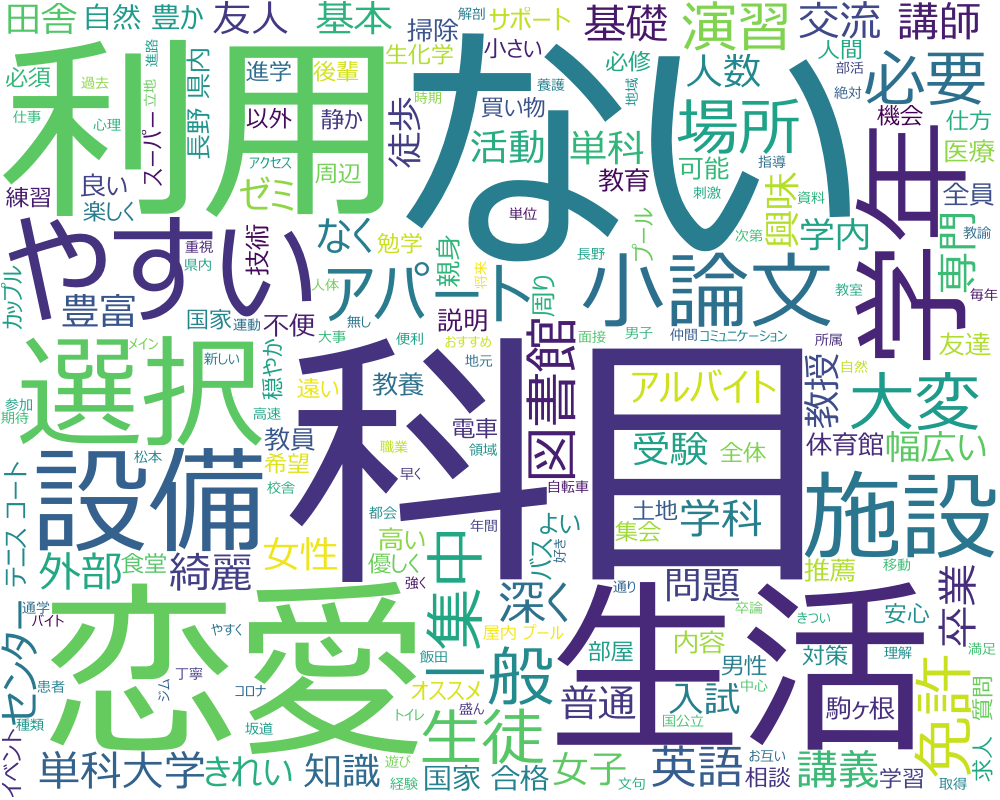 田舎
自然 豊か
友人
基本
サポート
解剖
基礎
演習
交流
講師
必須
過去
進路
仕事
心理
立地
スーパー
長野 県内
掃除
生化学
小さい
進学
後輩
時期
養護
必修
地域
人数
人間
部活
絶対
必要
利用
ない
以外
静か
徒歩
買い物
活動
単科
場所
可能
機会
仕方
医療
練習
良い
楽しく
アクセス
ゼミ
周辺
教育
指導
刺激
興味
資料
学内
全員
専門
教諭
学年
やすい
カップル
重視
県内
技術
なく
勉学
親身
単位
長野
プール
次第
教室
毎年
豊富
国家
運動
人体
無し
不便
アパート
将来
説明
周り
小論文
男子
仲間
コミュニケーション
所属
友達
選択
メイン
新しい
穏やか
大事
便利
おすすめ
遠い
教養
地元
図書館
面接
アルバイト
教授
自然
大変
参加
期待
高速
教員
電車
科目
受験
全体
体育館
幅広い
テニス コート
松本
希望
校舎
職業
早く
領域
自転車
都会
年間
設備
土地
学科
施設
外部
食堂
綺麗
女性
高い
優しく
強く
集中
バス
よい
好き
集会
推薦
移動
通学
バイト
恋愛
やすく
屋内 プール
飯田
深く
通り
問題
卒論
きつい
安心
卒業
満足
センター
患者
種類
ジム
丁寧
コロナ
坂道
オススメ
トイレ
盛ん
一般
生活
部屋
内容
男性
中心
対策
理解
免許
質問
イベント
単科大学
きれい
知識
遊び
経験
生徒
国家 合格
普通
女子
文句
入試
国公立
英語
お互い
相談
駒ヶ根
講義
学習
取得
求人